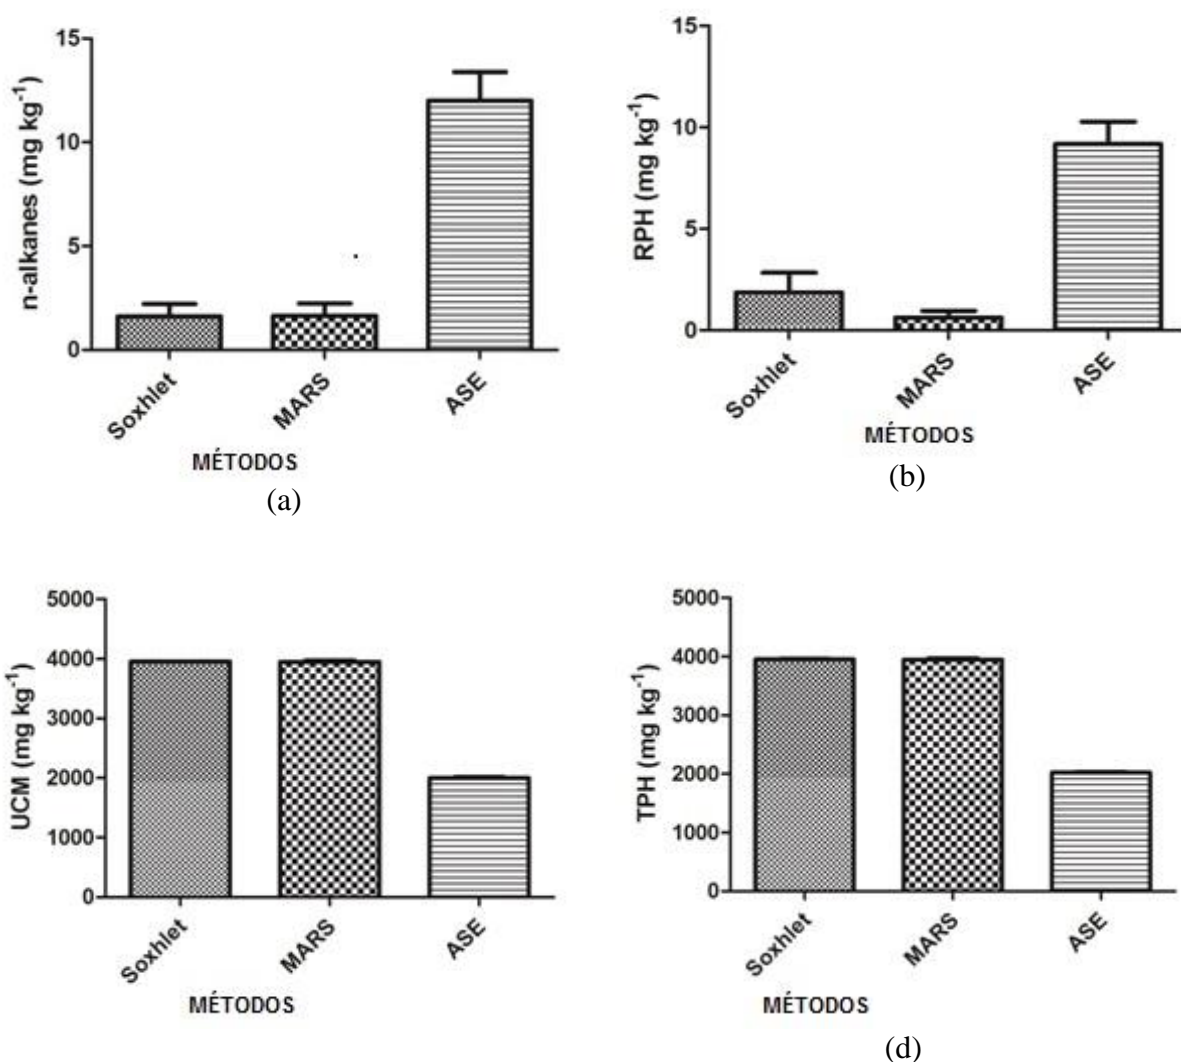 n-alkanes (mg kg⁻¹)
15
10
5
0
Soxhlet
MARS
ASE
MÉTODOS
(a)
RPH (mg kg⁻¹)
15
10
5
0
Soxhlet
MARS
ASE
MÉTODOS
(b)
UCM (mg kg⁻¹)
5000
4000
3000
2000
1000
0
Soxhlet
MARS
ASE
MÉTODOS
TPH (mg kg⁻¹)
5000
4000
3000
2000
1000
0
Soxhlet
MARS
ASE
MÉTODOS
(d)